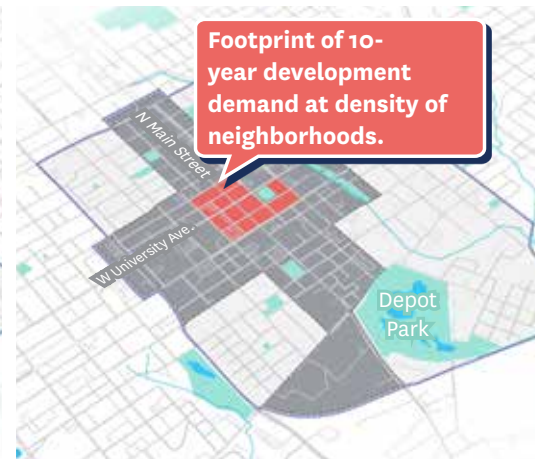 Footprint of 10-
year development
demand at density of
neighborhoods.
N Main Street
W University Ave.
Depot
Park